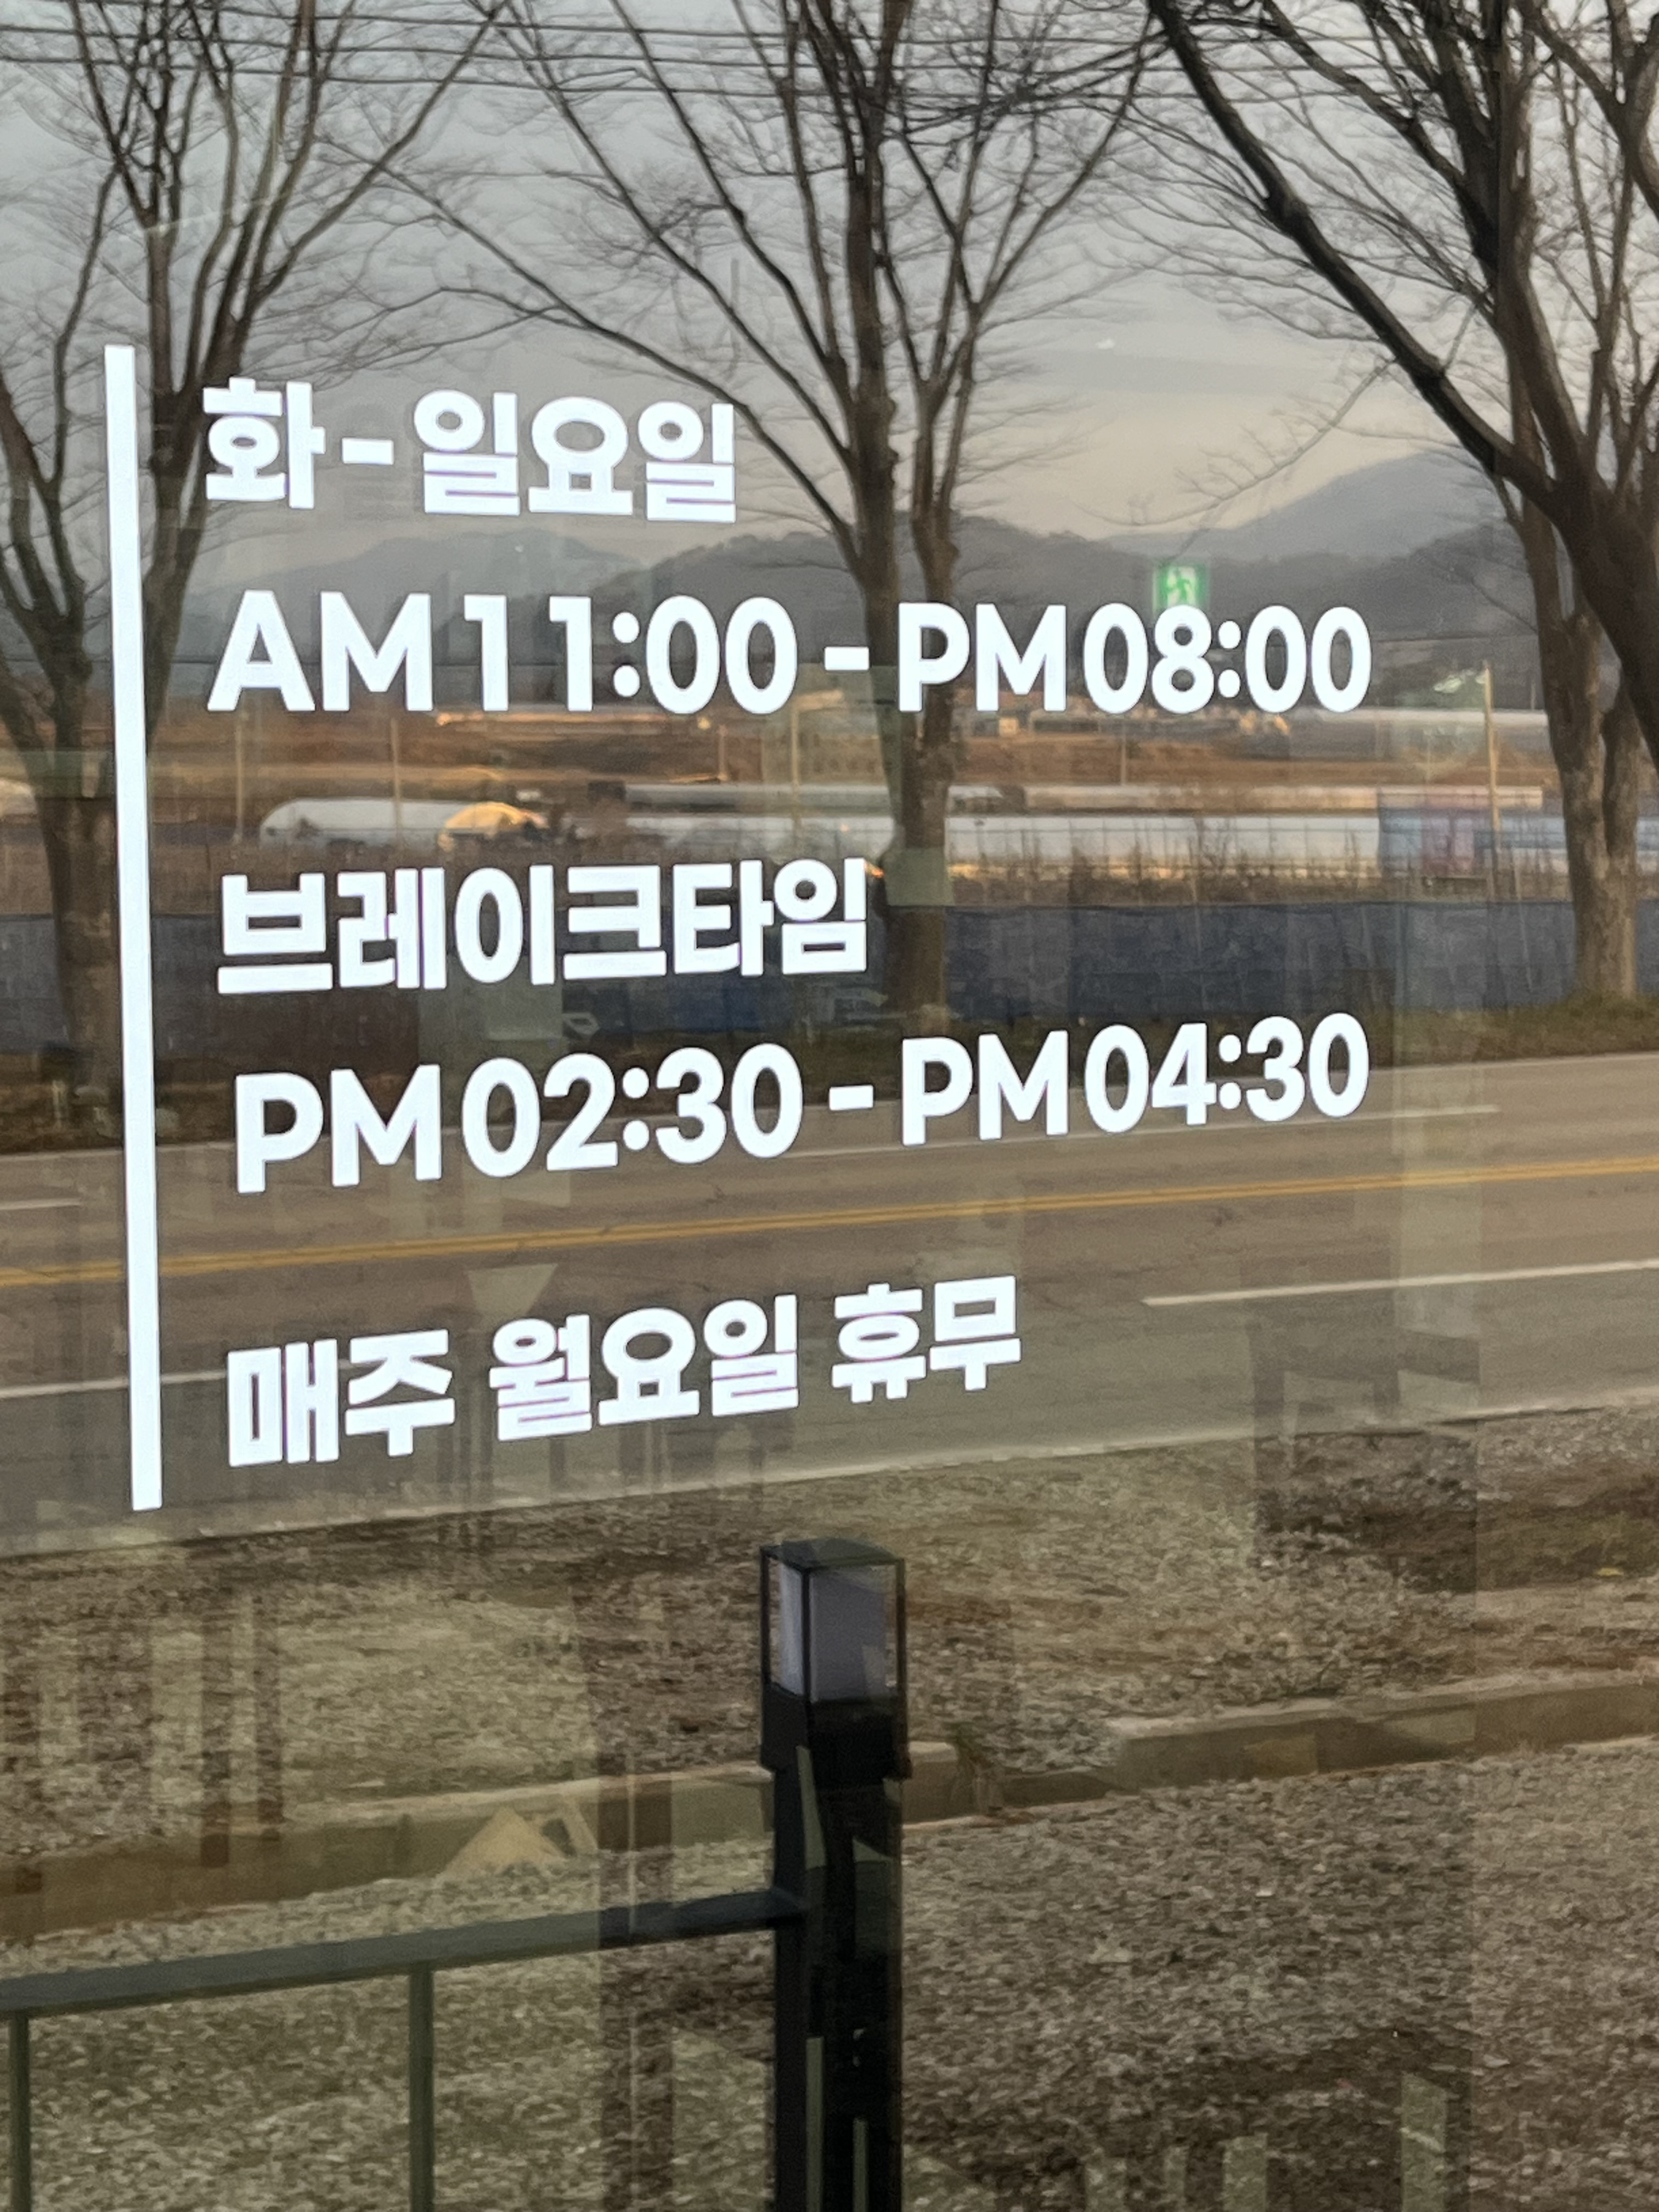 화-일요일
AM 11:00 - PM 08:00
브레이크타임
PM 02:30 - PM 04:30
매주 월요일 휴무